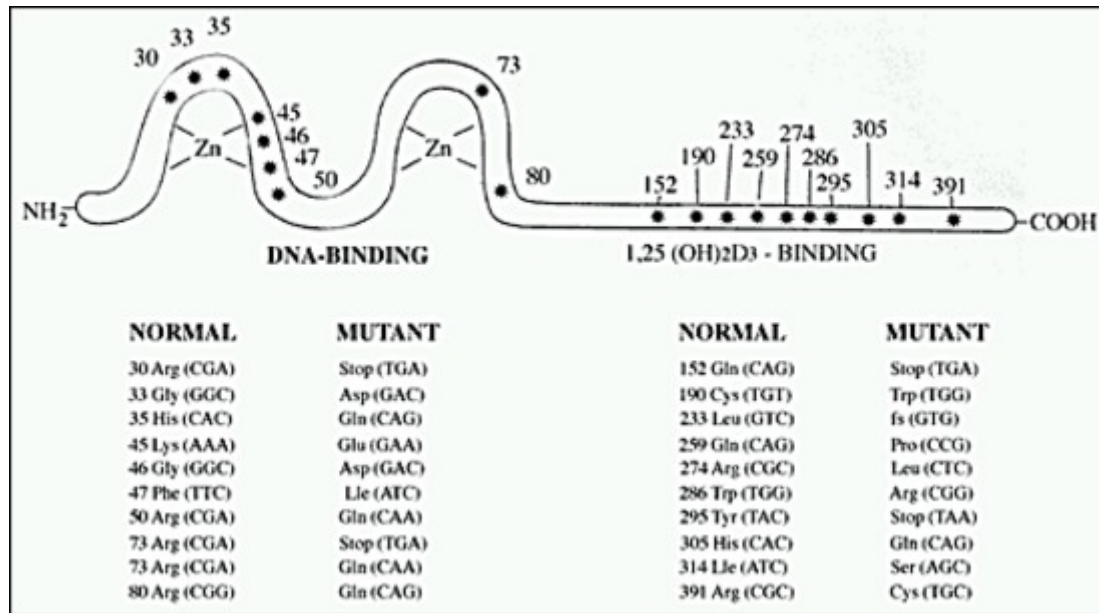 30 33 35
45
46
47
50
73
80
Zn
Zn
152 190 233 259 274 286 295 305 314 391
NH2
COOH
DNA-BINDING
1,25 (OH)2D3 - BINDING
NORMAL MUTANT
30 Arg (CGA) Stop (TGA)
33 Gly (GGC) Asp (GAC)
35 His (CAC) Gln (CAG)
45 Lys (AAA) Glu (GAA)
46 Gly (GGC) Asp (GAC)
47 Phe (TTC) Lle (ATC)
50 Arg (CGA) Gln (CAA)
73 Arg (CGA) Stop (TGA)
73 Arg (CGA) Gln (CAA)
80 Arg (CGG) Gln (CAG)
NORMAL MUTANT
152 Gln (CAG) Stop (TGA)
190 Cys (TGT) Trp (TGG)
233 Leu (GTC) fs (GTG)
259 Gln (CAG) Pro (CCG)
274 Arg (CGC) Leu (CTC)
286 Trp (TGG) Arg (CGG)
295 Tyr (TAC) Stop (TAA)
305 His (CAC) Gln (CAG)
314 Lle (ATC) Ser (AGC)
391 Arg (CGC) Cys (TGC)